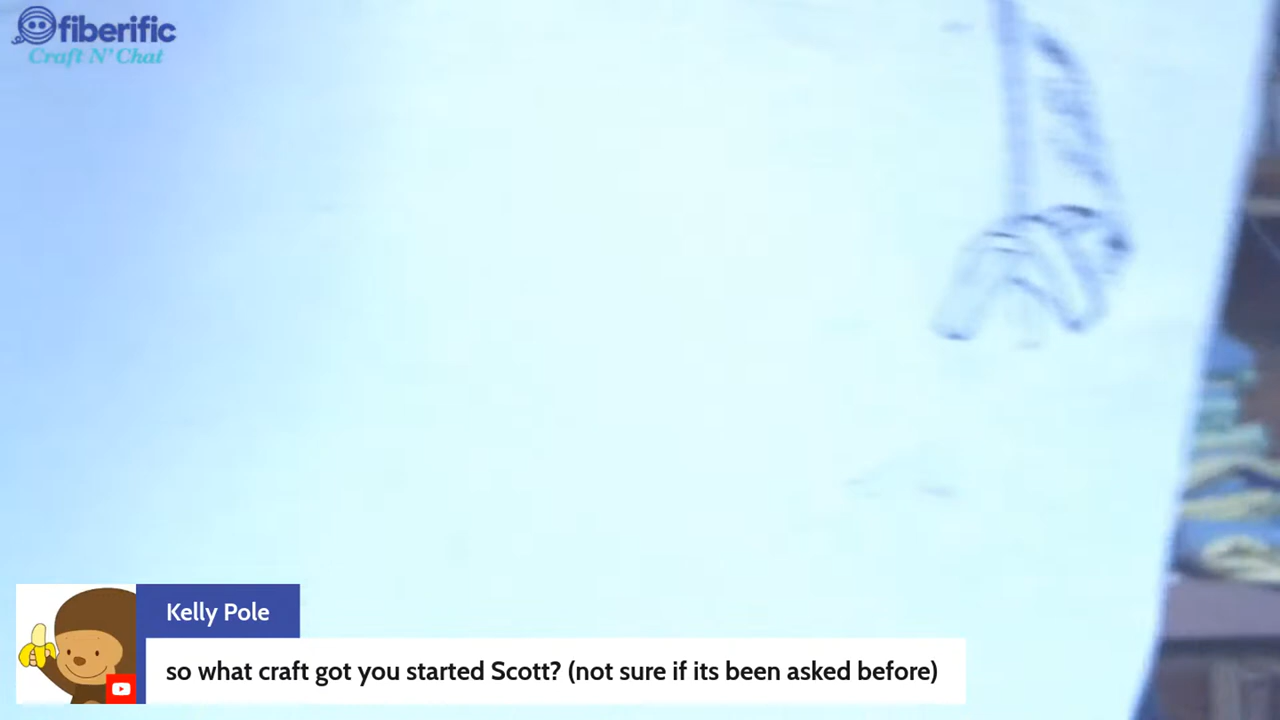 fiberific
Craft N' Chat
Kelly Pole
so what craft got you started Scott? (not sure if its been asked before)